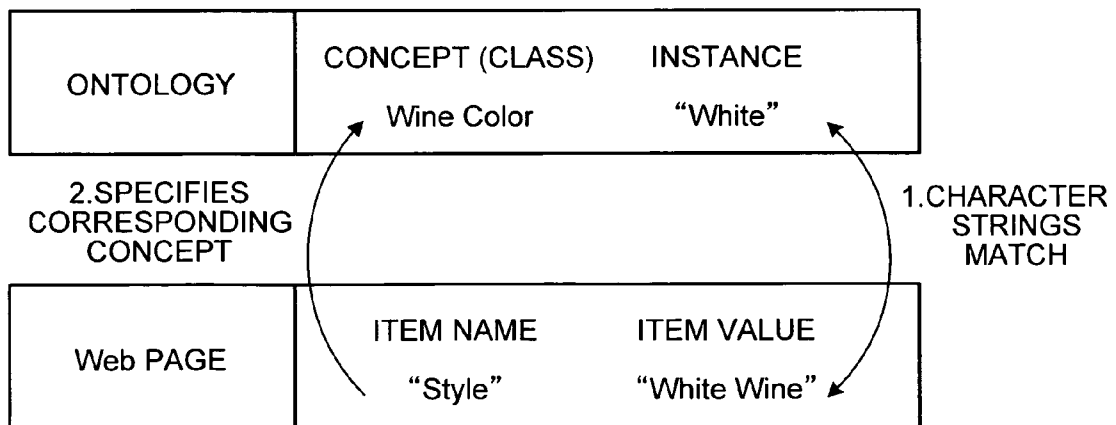 ONTOLOGY
CONCEPT (CLASS) INSTANCE
Wine Color “White”
2.SPECIFIES
CORRESPONDING
CONCEPT
1.CHARACTER
STRINGS
MATCH
Web PAGE
ITEM NAME ITEM VALUE
“Style” “White Wine”